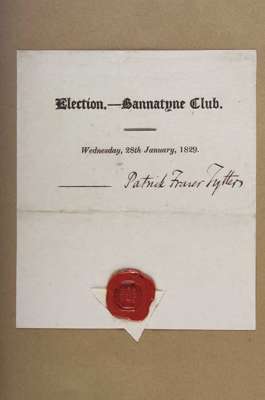 Election.—Bannatyne Club.
Wednesday, 28th January, 1829.
Patrick Fraser Tytler